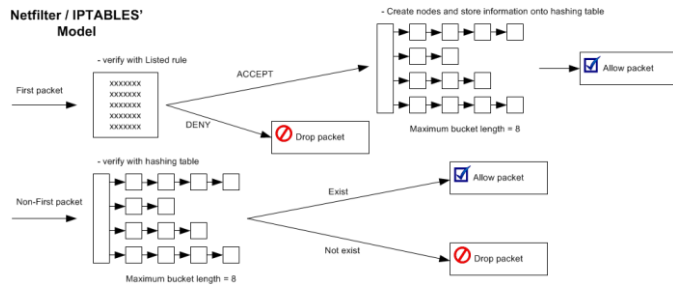 Netfilter / IPTABLES'
Model
- Create nodes and store information onto hashing table
- verify with Listed rule
First packet
xxxxxxx
xxxxxxx
xxxxxxx
xxxxxxx
xxxxxxx
ACCEPT
DENY
Allow packet
Drop packet
Maximum bucket length = 8
- verify with hashing table
Non-First packet
Exist
Not exist
Allow packet
Drop packet
Maximum bucket length = 8